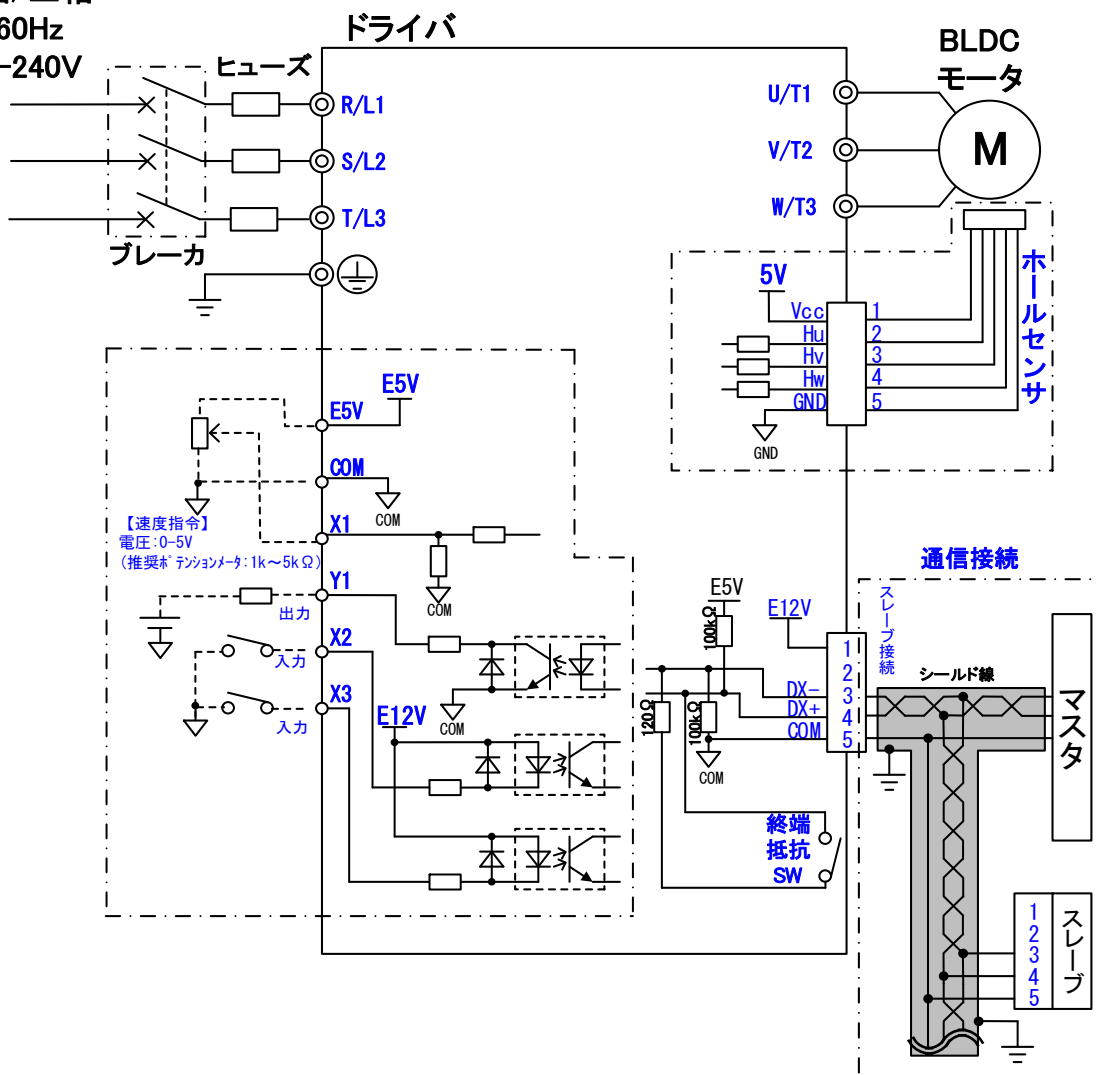 60Hz
-240V
ドライバ
ヒューズ
BLDC
モータ
R/L1
S/L2
T/L3
ブレーカ
U/T1
V/T2
W/T3
M
ホールセンサ
5V
Vcc
Hu
Hv
Hw
GND
1
2
3
4
5
GND
E5V
E5V
COM
COM
X1
【速度指令】
電圧:0-5V
(推奨ポテンションメータ:1k～5kΩ)
COM
Y1
出力
X2
入力
X3
入力
COM
E12V
通信接続
E5V
100kΩ
E12V
スレーブ接続
シールド線
1
2
3
4
5
DX-
DX+
COM
120Ω
100kΩ
COM
マスタ
終端
抵抗
SW
1
2
3
4
5
スレーブ